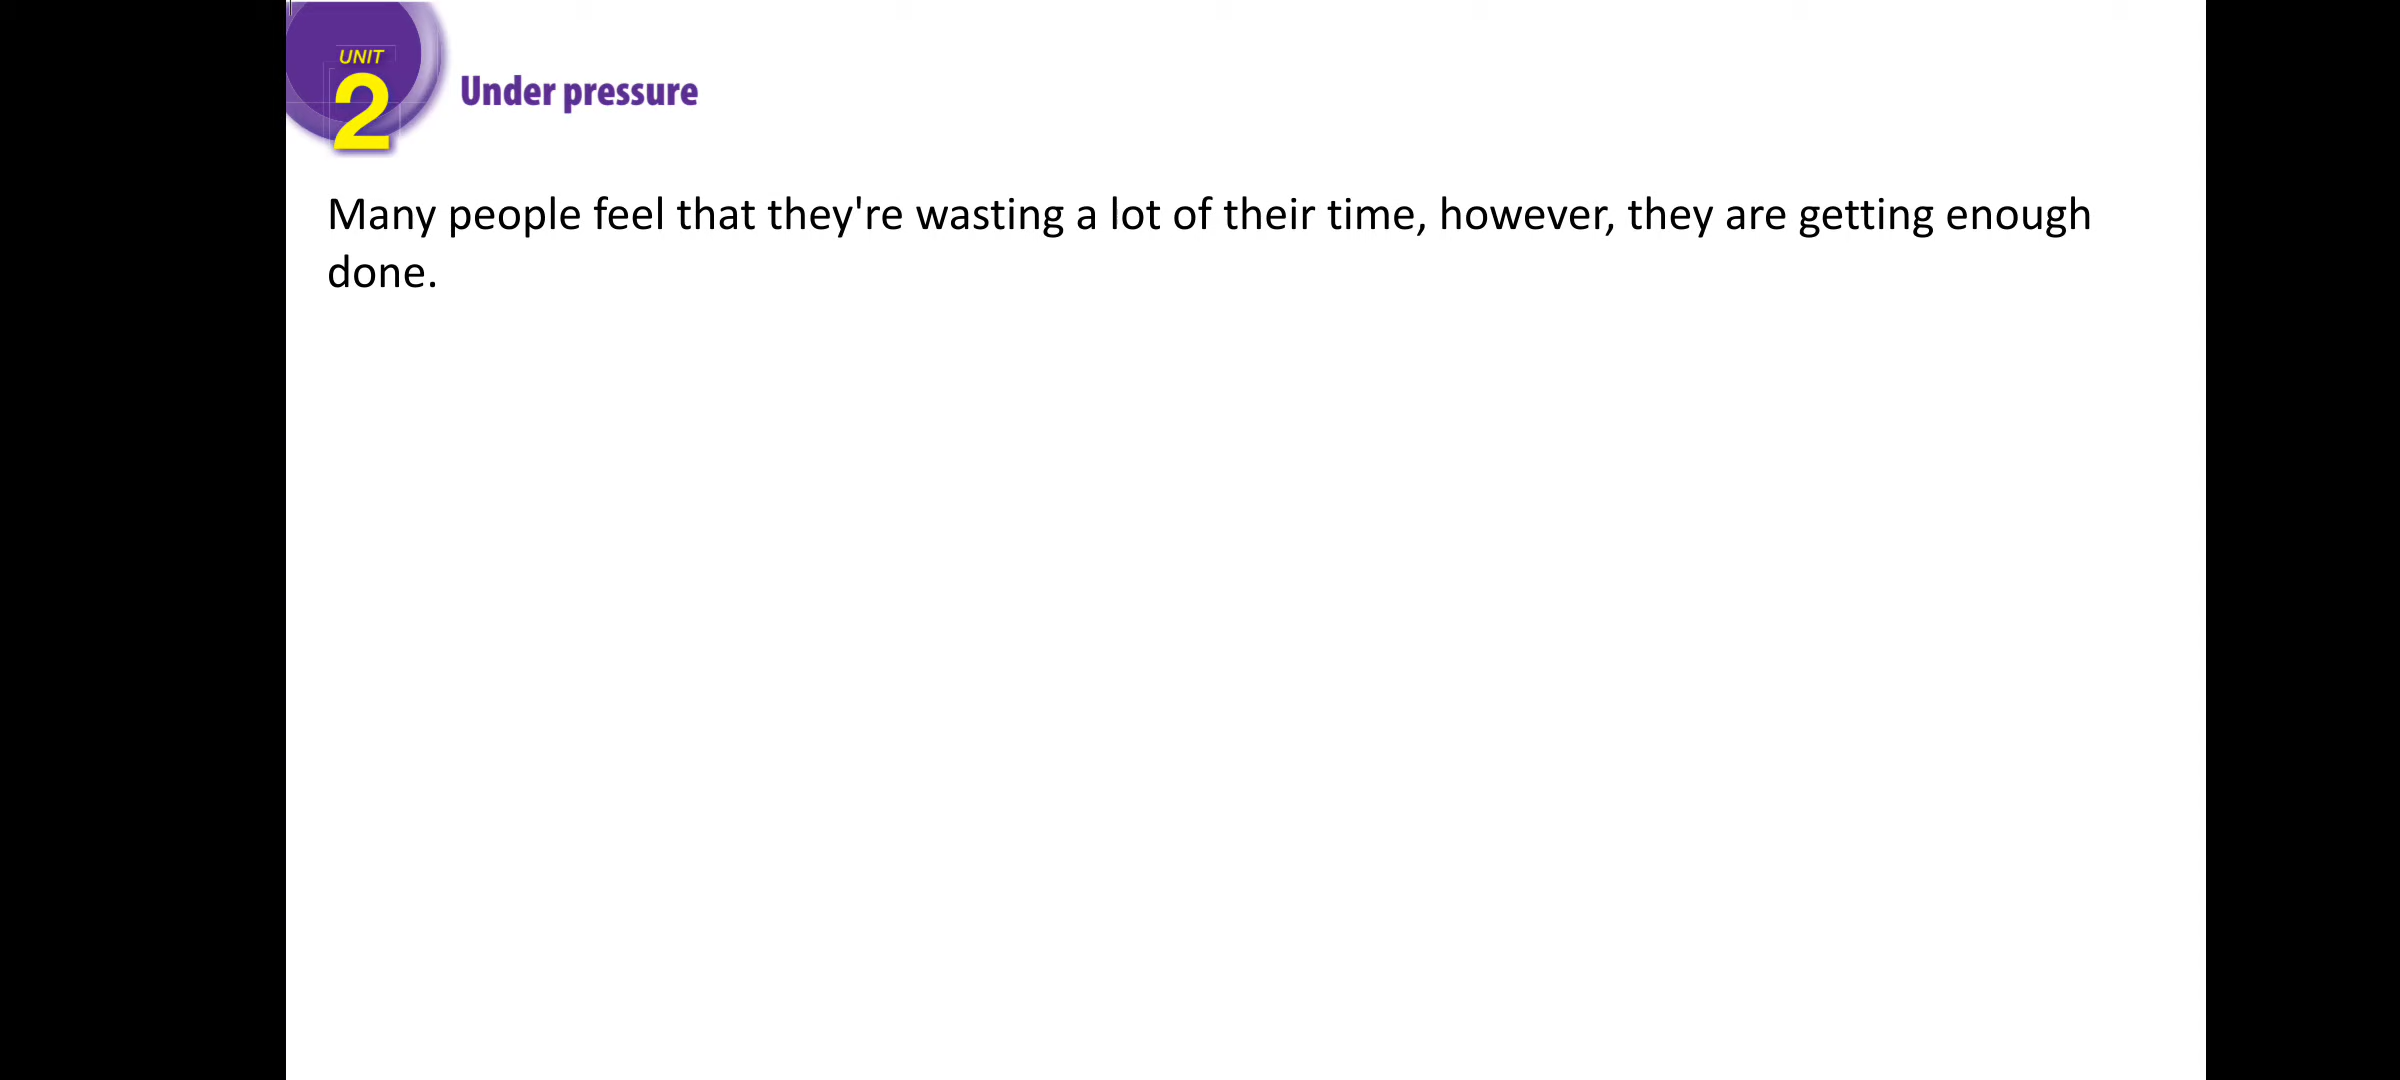 UNIT
2
Under pressure
Many people feel that they're wasting a lot of their time, however, they are getting enough
done.